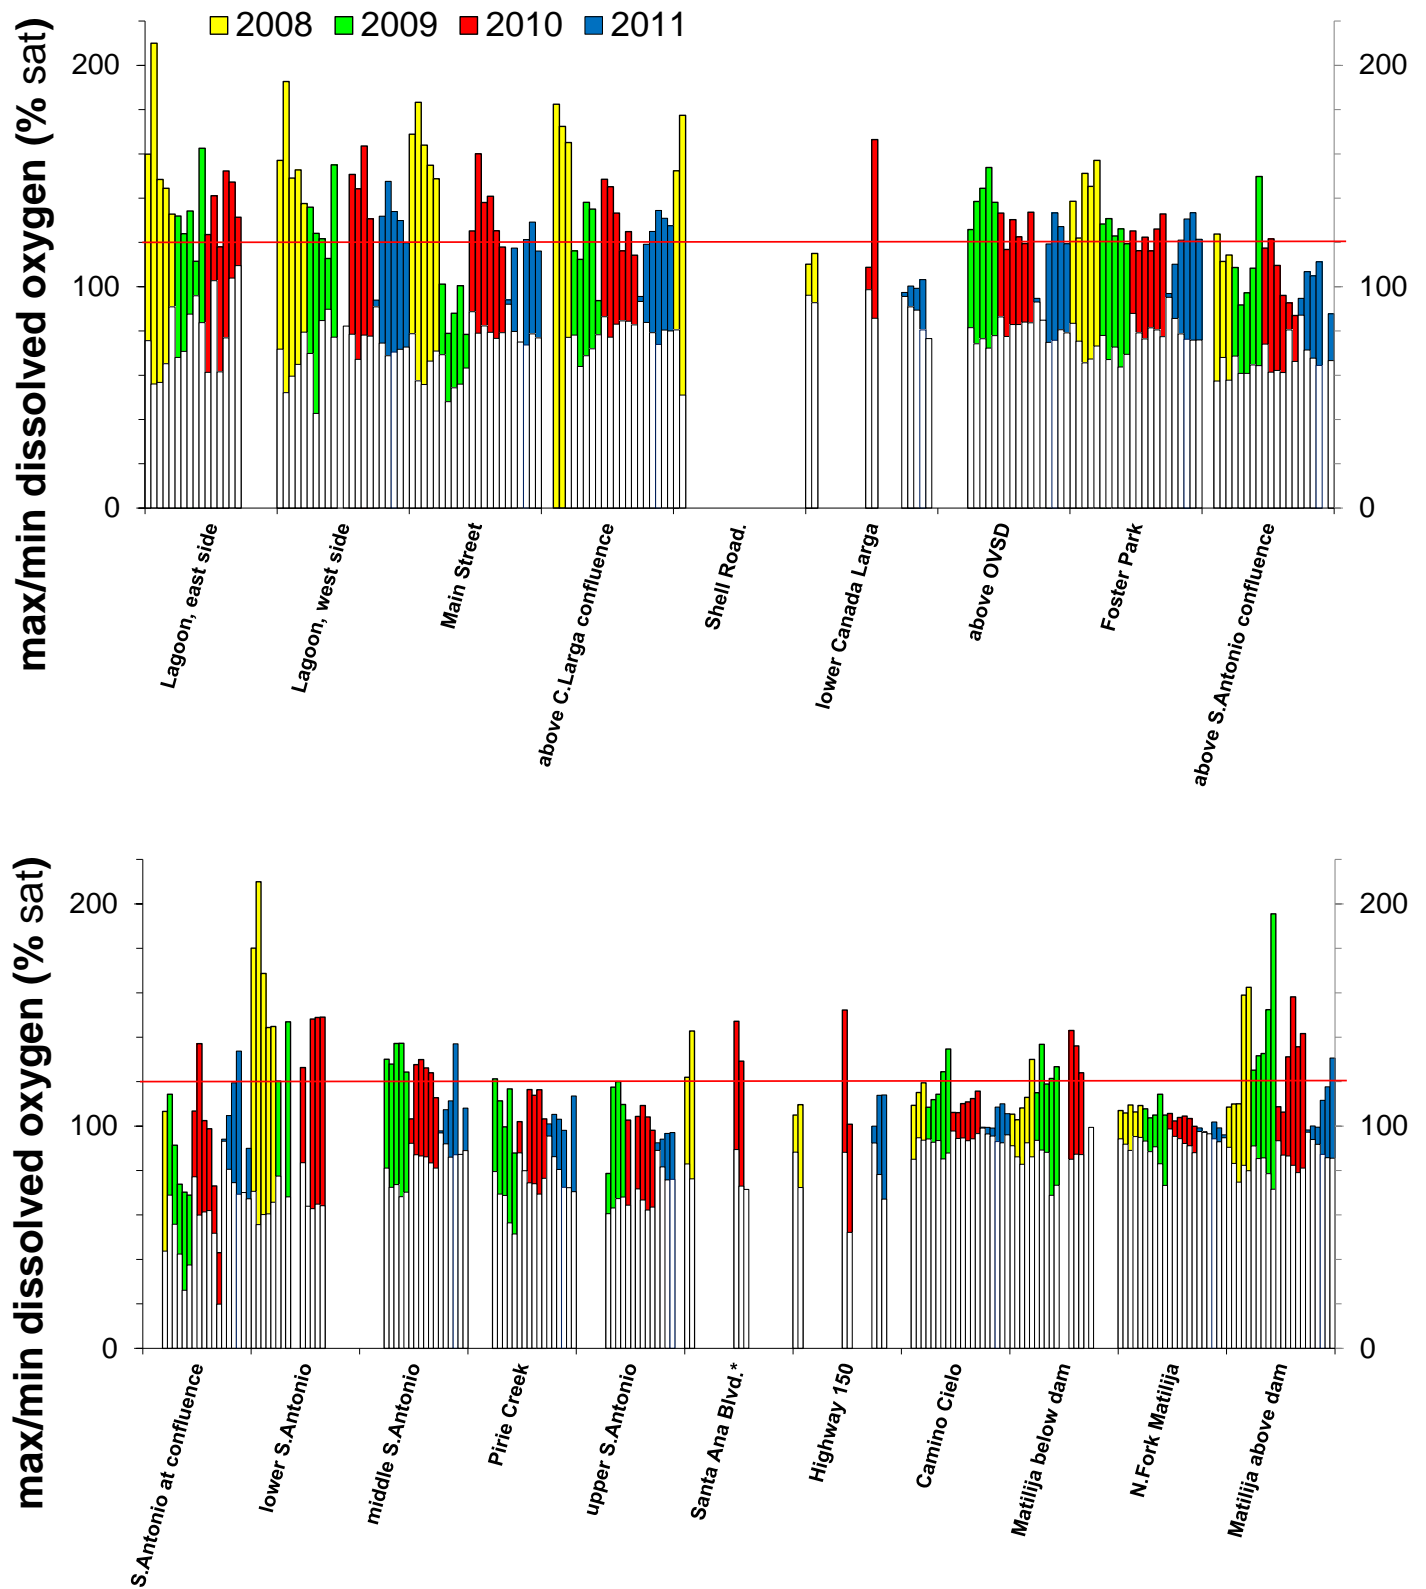 2008 2009 2010 2011
max/min dissolved oxygen (% sat)
200 200
100 100
0 0
Lagoon, east side
Lagoon, west side
Main Street
above C.Larga confluence
Shell Road.
lower Canada Larga
above OVSD
Foster Park
above S.Antonio confluence
max/min dissolved oxygen (% sat)
200 200
100 100
0 0
S.Antonio at confluence
lower S.Antonio
middle S.Antonio
Pirie Creek
upper S.Antonio
Santa Ana Blvd.*
Highway 150
Camino Cielo
Matilija below dam
N.Fork Matilija
Matilija above dam